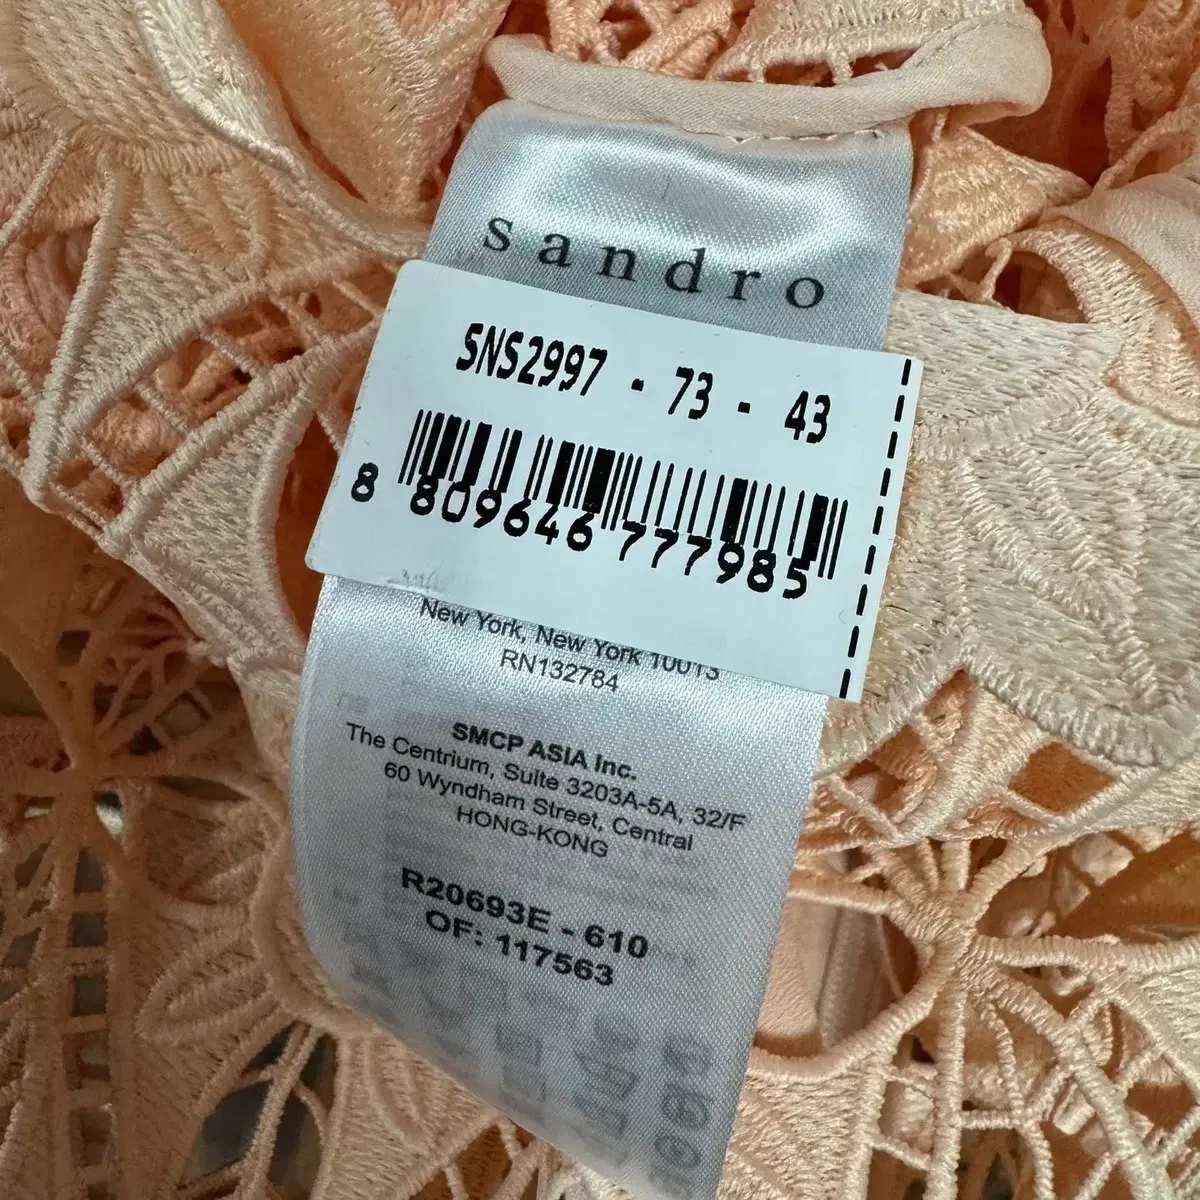 sandro
SNS2997 - 73 - 43
8 809646 777985
New York, New York 10013
RN132784
SMCP ASIA Inc.
The Centrium, Suite 3203A-5A, 32/F
60 Wyndham Street, Central
HONG-KONG
R20693E - 610
OF: 117563